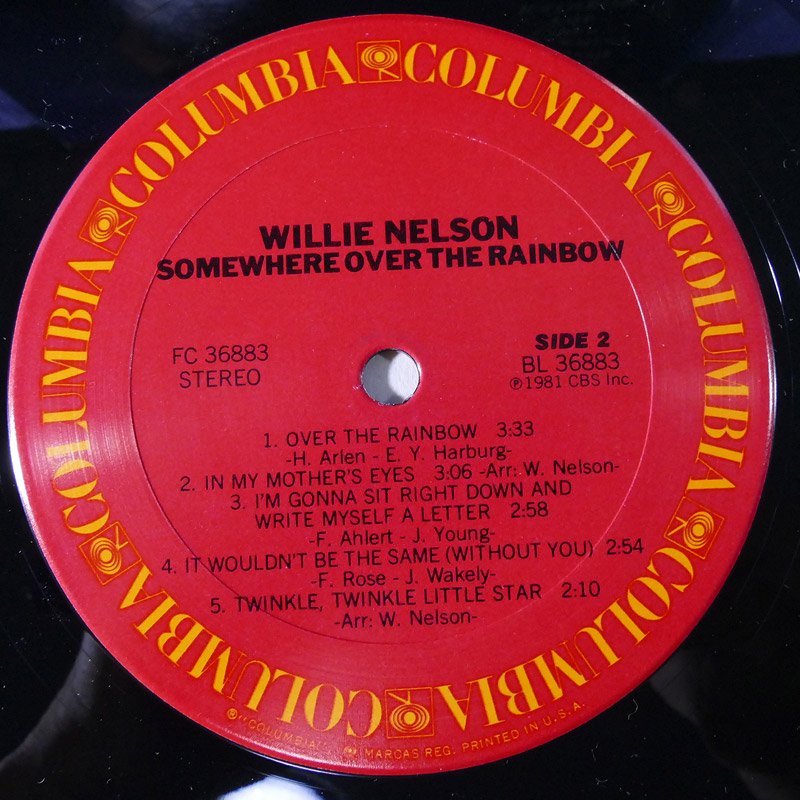 COLUMBIA COLUMBIA COLUMBIA COLUMBIA COLUMBIA COLUMBIA
WILLIE NELSON
SOMEWHERE OVER THE RAINBOW
FC 36883
STEREO
SIDE 2
BL 36883
℗1981 CBS Inc.
1. OVER THE RAINBOW 3:33
-H. Arlen - E. Y. Harburg-
2. IN MY MOTHER'S EYES 3:06 -Arr: W. Nelson-
3. I'M GONNA SIT RIGHT DOWN AND
WRITE MYSELF A LETTER 2:58
-F. Ahlert - J. Young-
4. IT WOULDN'T BE THE SAME (WITHOUT YOU) 2:54
-F. Rose - J. Wakely-
5. TWINKLE, TWINKLE LITTLE STAR 2:10
-Arr: W. Nelson-
®"COLUMBIA," MARCAS REG. PRINTED IN U.S.A.